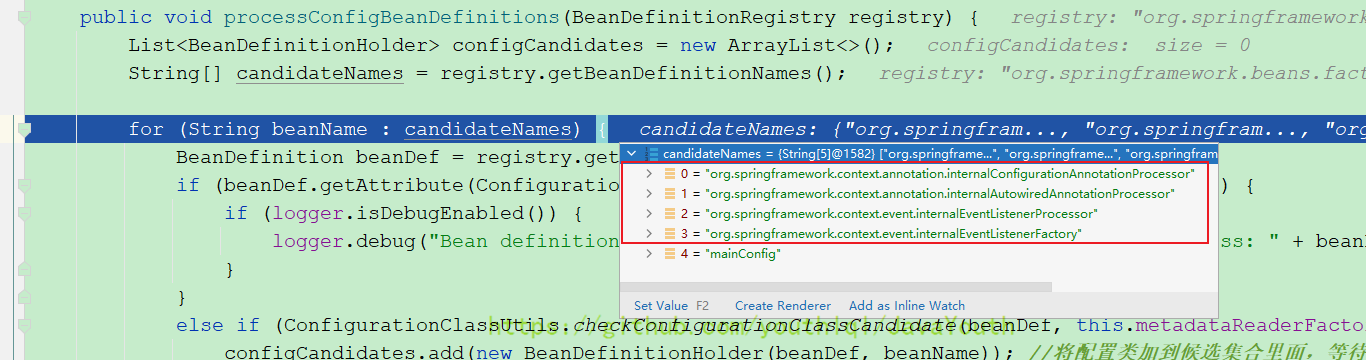 public void processConfigBeanDefinitions(BeanDefinitionRegistry registry) { registry: "org.springframework
List<BeanDefinitionHolder> configCandidates = new ArrayList<>(); configCandidates: size = 0
String[] candidateNames = registry.getBeanDefinitionNames(); registry: "org.springframework.beans.fact
for (String beanName : candidateNames) { candidateNames: {"org.springfram..., "org.springfram..., "org
BeanDefinition beanDef = registry.get
candidateNames = {String[5]@1582} ["org.springframe...", "org.springframe...", "org.springfram
0 = "org.springframework.context.annotation.internalConfigurationAnnotationProcessor"
if (beanDef.getAttribute(Configuration
) {
1 = "org.springframework.context.annotation.internalAutowiredAnnotationProcessor"
if (logger.isDebugEnabled()) {
2 = "org.springframework.context.event.internalEventListenerProcessor"
logger.debug("Bean definition
ss: " + bean
3 = "org.springframework.context.event.internalEventListenerFactory"
4 = "mainConfig"
}
}
Set Value F2 Create Renderer Add as Inline Watch
else if (ConfigurationClassUtils.checkConfigurationClassCandidate(beanDef, this.metadataReaderFacto
https://github.com/youthlql/JavaYouth
configCandidates.add(new BeanDefinitionHolder(beanDef, beanName)); //将配置类加到候选集合里面，等待